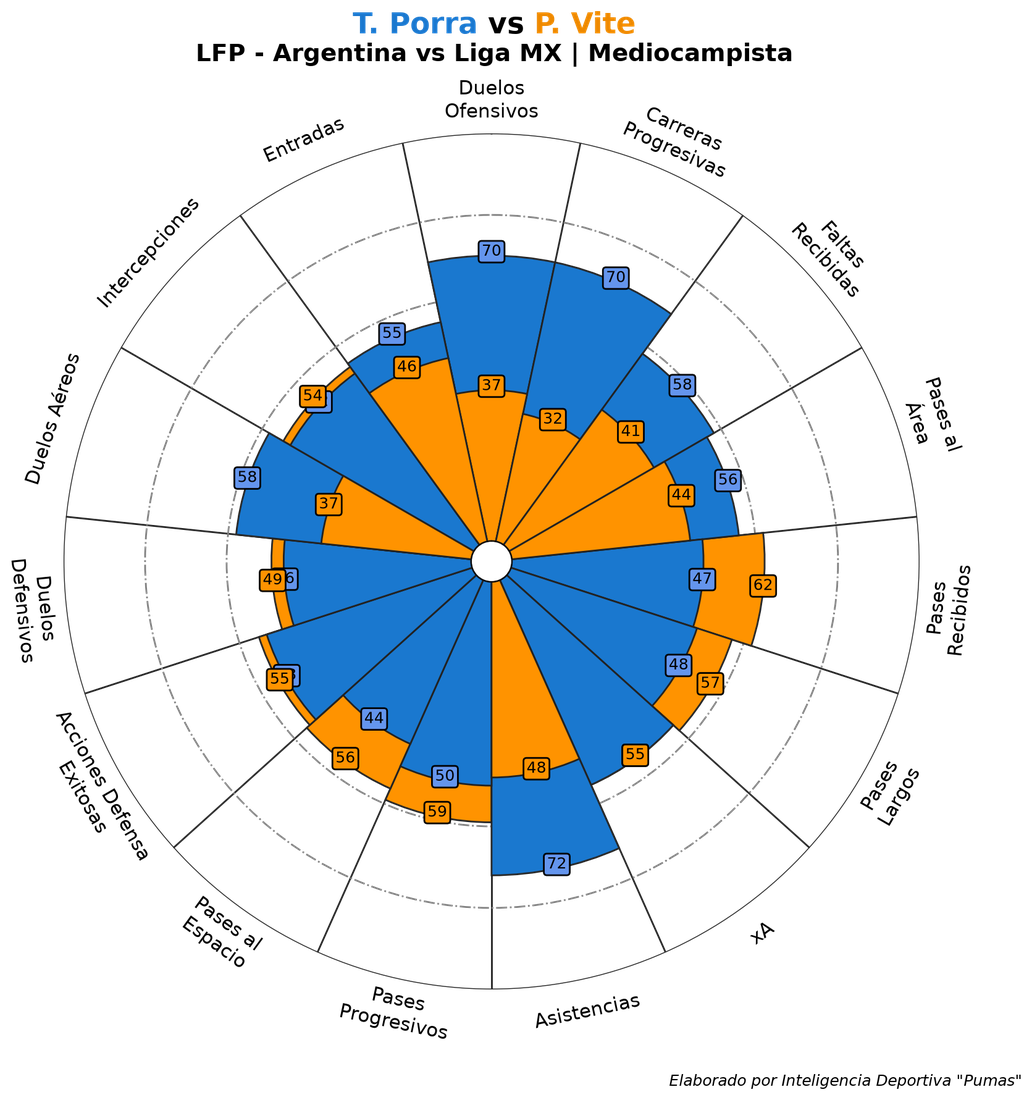 T. Porra vs P. Vite
LFP - Argentina vs Liga MX | Mediocampista
Duelos
Ofensivos
Carreras
Progresivas
Faltas
Recibidas
Pases al
Área
Pases
Recibidos
Pases
Largos
xA
Asistencias
Pases
Progresivos
Pases al
Espacio
Acciones Defensa
Exitosas
Duelos
Defensivos
Duelos Aéreos
Intercepciones
Entradas
70
37
70
32
58
41
56
44
47
62
48
57
55
48
72
50
59
44
56
55
49
58
37
54
55
46
Elaborado por Inteligencia Deportiva "Pumas"